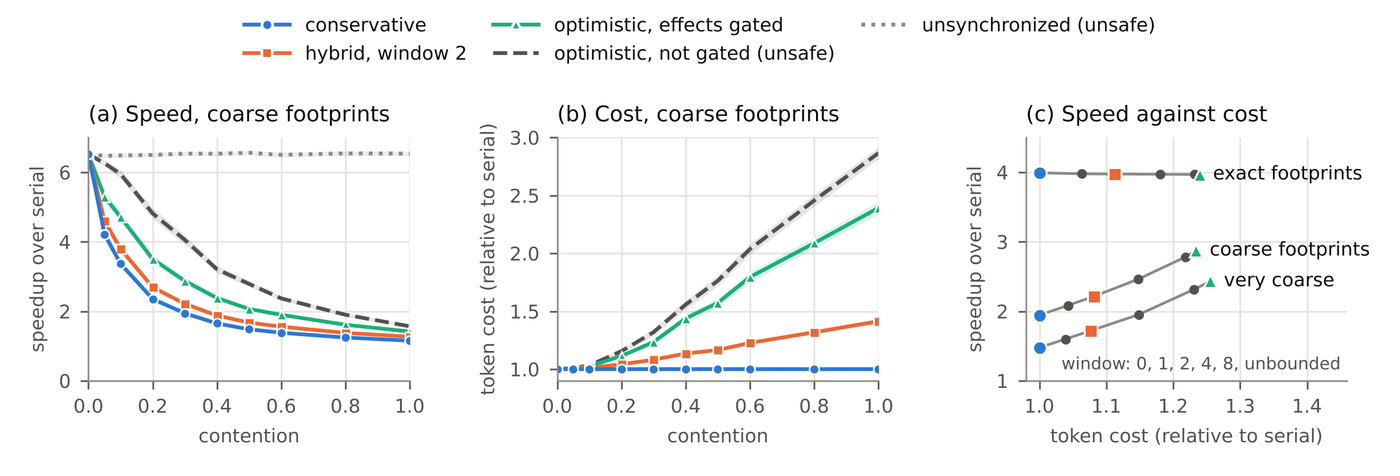 conservative
hybrid, window 2
optimistic, effects gated
optimistic, not gated (unsafe)
unsynchronized (unsafe)
(a) Speed, coarse footprints
speedup over serial
6
4
2
0
0.0 0.2 0.4 0.6 0.8 1.0
contention
(b) Cost, coarse footprints
token cost (relative to serial)
3.0
2.5
2.0
1.5
1.0
0.0 0.2 0.4 0.6 0.8 1.0
contention
(c) Speed against cost
speedup over serial
4
3
2
1
exact footprints
coarse footprints
very coarse
window: 0, 1, 2, 4, 8, unbounded
1.0 1.1 1.2 1.3 1.4
token cost (relative to serial)